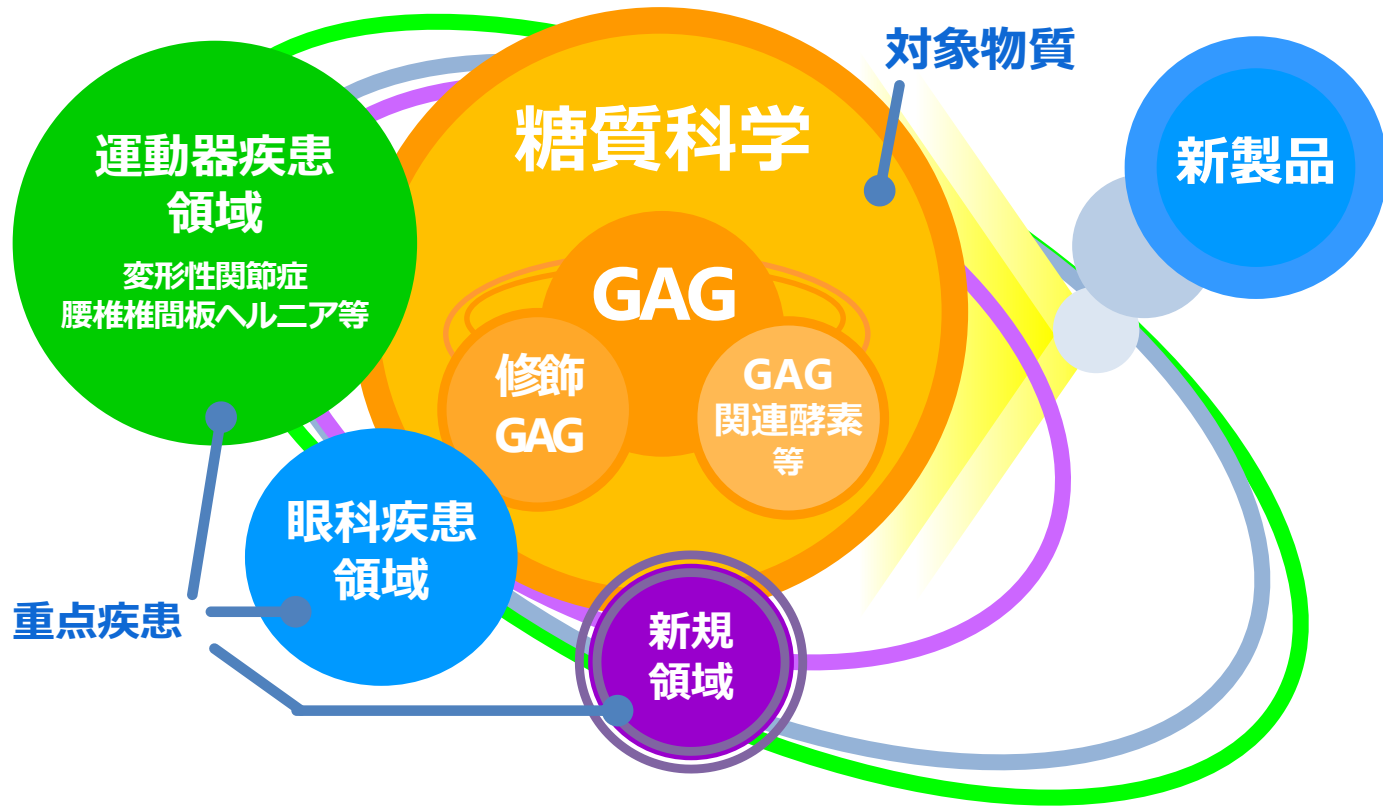 対象物質
糖質科学
新製品
運動器疾患
領域
変形性関節症
腰椎椎間板ヘルニア等
GAG
修飾
GAG
GAG
関連酵素
等
眼科疾患
領域
重点疾患
新規
領域